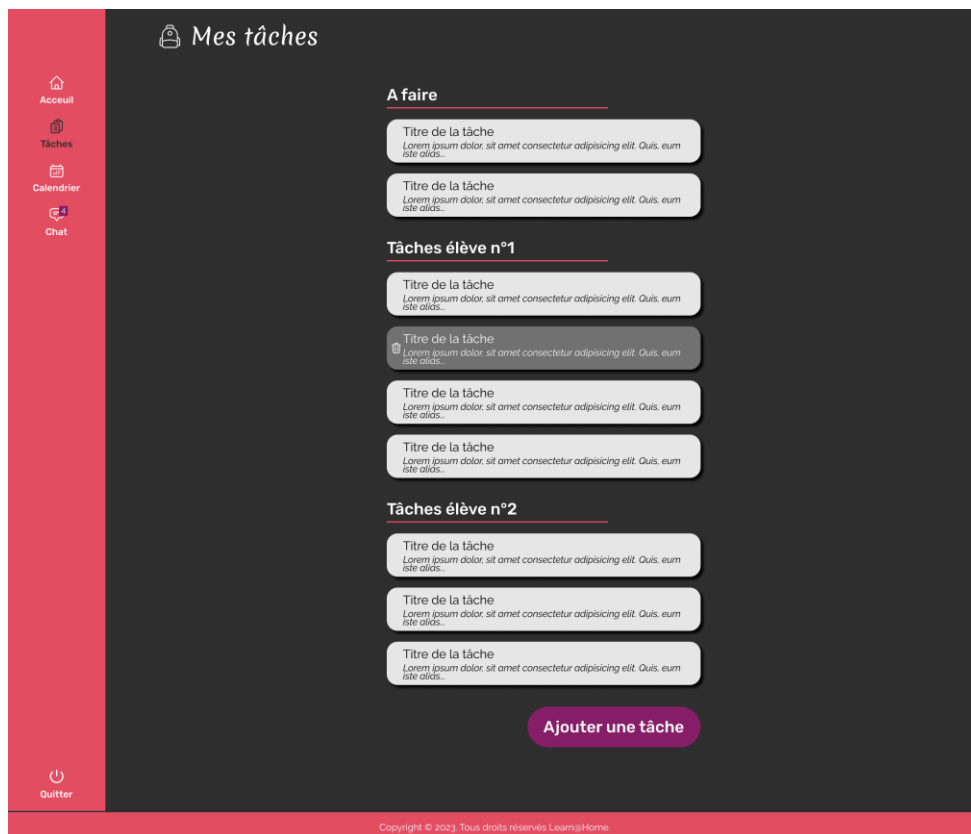 Mes tâches
Acceuil
Tâches
Calendrier
4
Chat
Quitter
A faire
Titre de la tâche
Lorem ipsum dolor, sit amet consectetur adipisicing elit. Quis, eum
iste alias...
Titre de la tâche
Lorem ipsum dolor, sit amet consectetur adipisicing elit. Quis, eum
iste alias...
Tâches élève n°1
Titre de la tâche
Lorem ipsum dolor, sit amet consectetur adipisicing elit. Quis, eum
iste alias...
Titre de la tâche
Lorem ipsum dolor, sit amet consectetur adipisicing elit. Quis, eum
iste alias...
Titre de la tâche
Lorem ipsum dolor, sit amet consectetur adipisicing elit. Quis, eum
iste alias...
Titre de la tâche
Lorem ipsum dolor, sit amet consectetur adipisicing elit. Quis, eum
iste alias...
Tâches élève n°2
Titre de la tâche
Lorem ipsum dolor, sit amet consectetur adipisicing elit. Quis, eum
iste alias...
Titre de la tâche
Lorem ipsum dolor, sit amet consectetur adipisicing elit. Quis, eum
iste alias...
Titre de la tâche
Lorem ipsum dolor, sit amet consectetur adipisicing elit. Quis, eum
iste alias...
Ajouter une tâche
Copyright © 2023. Tous droits réservés Learn@Home.